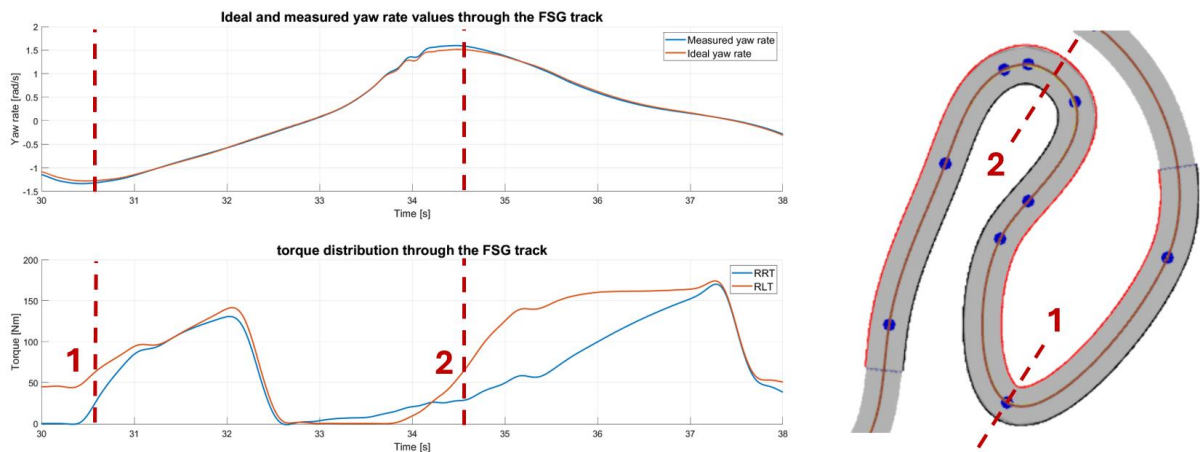 Ideal and measured yaw rate values through the FSG track
2
1.5
1
0.5
0
-0.5
-1
-1.5
Yaw rate [rad/s]
Measured yaw rate
Ideal yaw rate
30 31 32 33 34 35 36 37 38
Time [s]
torque distribution through the FSG track
200
150
100
50
0
Torque [Nm]
RRT
RLT
1
2
30 31 32 33 34 35 36 37 38
Time [s]
2
1